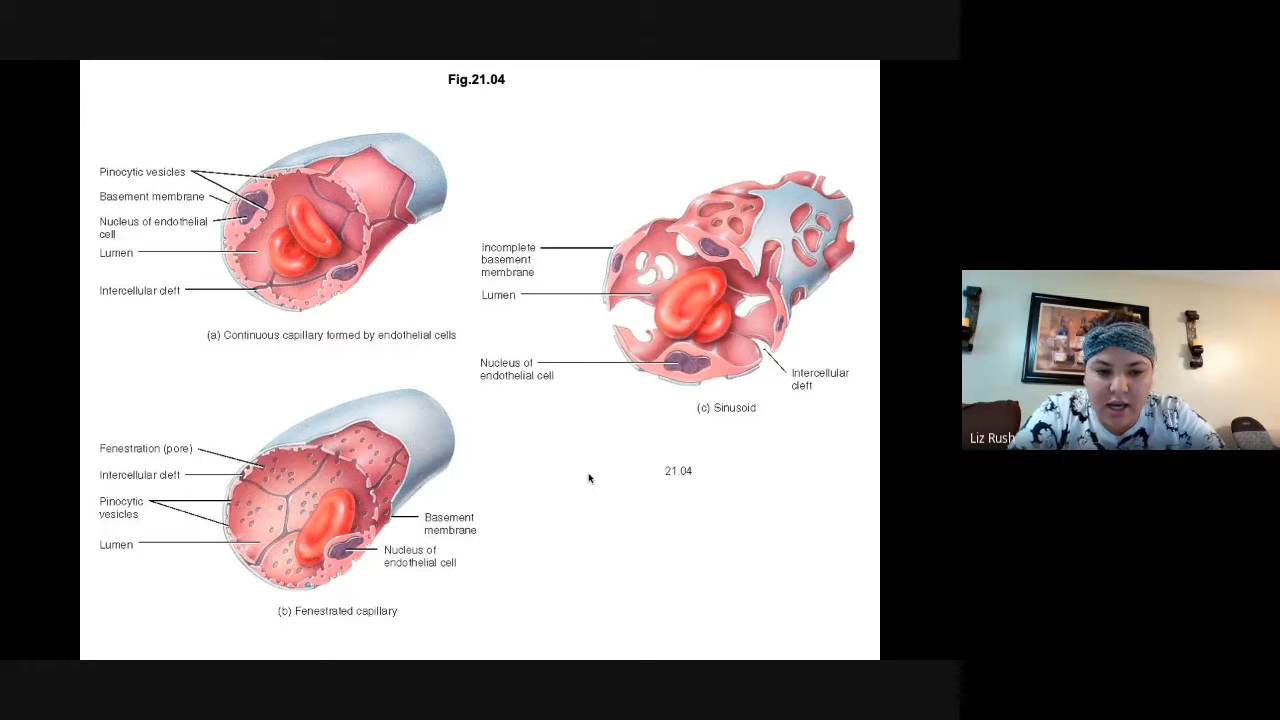 Fig.21.04
Pinocytic vesicles
Basement membrane
Nucleus of endothelial
cell
Lumen
Intercellular cleft
(a) Continuous capillary formed by endothelial cells
Incomplete
basement
membrane
Lumen
Nucleus of
endothelial cell
Intercellular
cleft
(c) Sinusoid
Fenestration (pore)
Intercellular cleft
Pinocytic
vesicles
Lumen
Basement
membrane
Nucleus of
endothelial cell
(b) Fenestrated capillary
21.04
Liz Rush